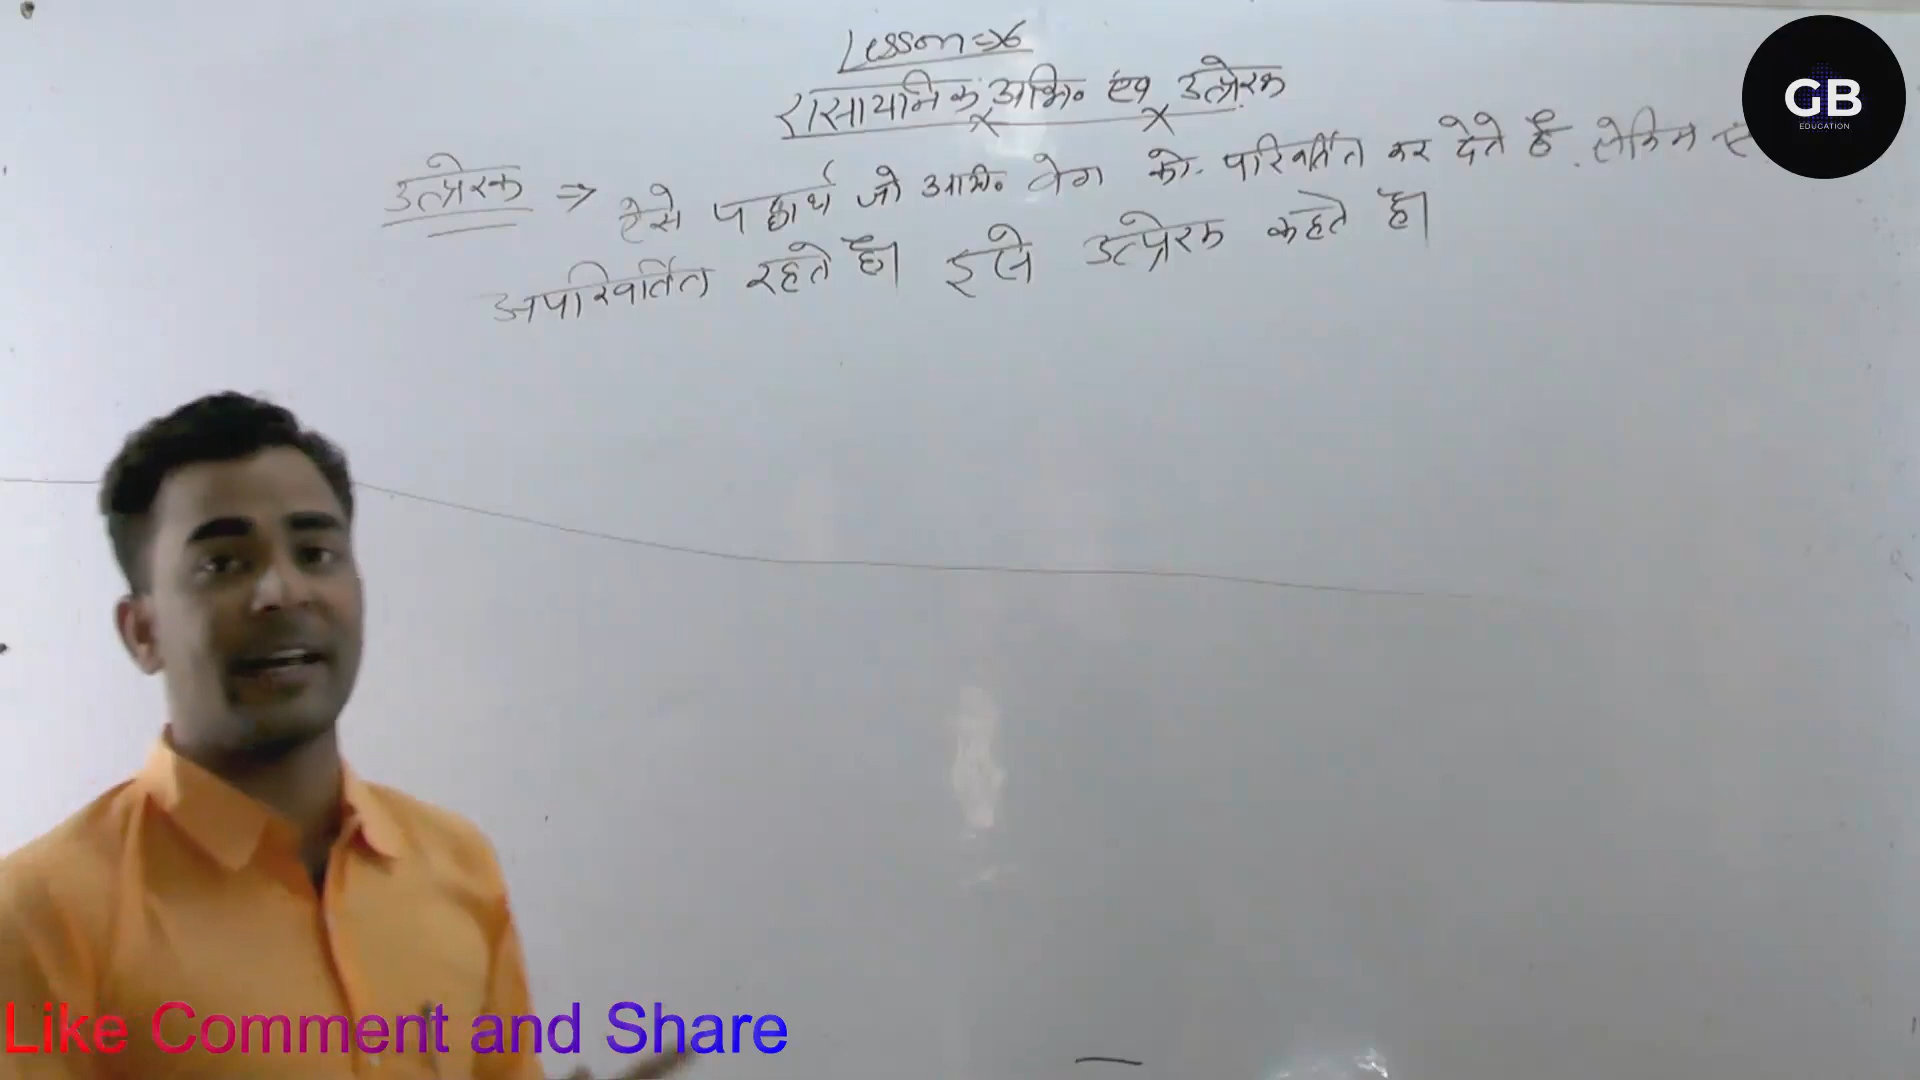 Lesson => 6
रासायनिक अभि० एवं उत्प्रेरक
उत्प्रेरक => ऐसे पदार्थ जो अभि० वेग को परिवर्तित कर देते है लेकिन
अपरिवर्तित रहते है। इसे उत्प्रेरक कहते है।
GB
EDUCATION
Like Comment and Share